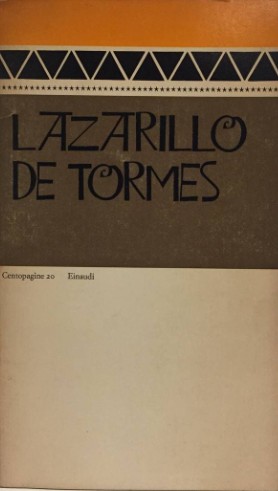 LAZARILLO
DE TORMES
Centopagine 20 Einaudi